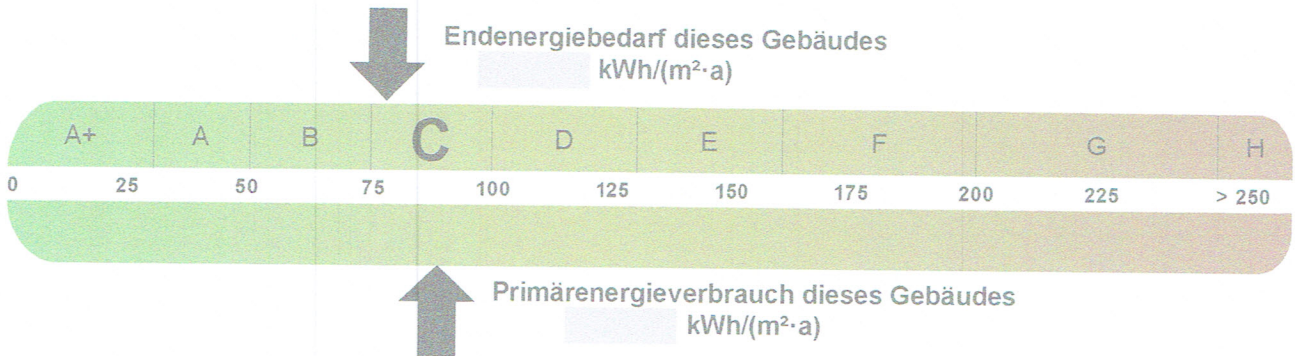 Endenergiebedarf dieses Gebäudes
kWh/(m²·a)
A+ A B C D E F G H
0 25 50 75 100 125 150 175 200 225 > 250
Primärenergieverbrauch dieses Gebäudes
kWh/(m²·a)